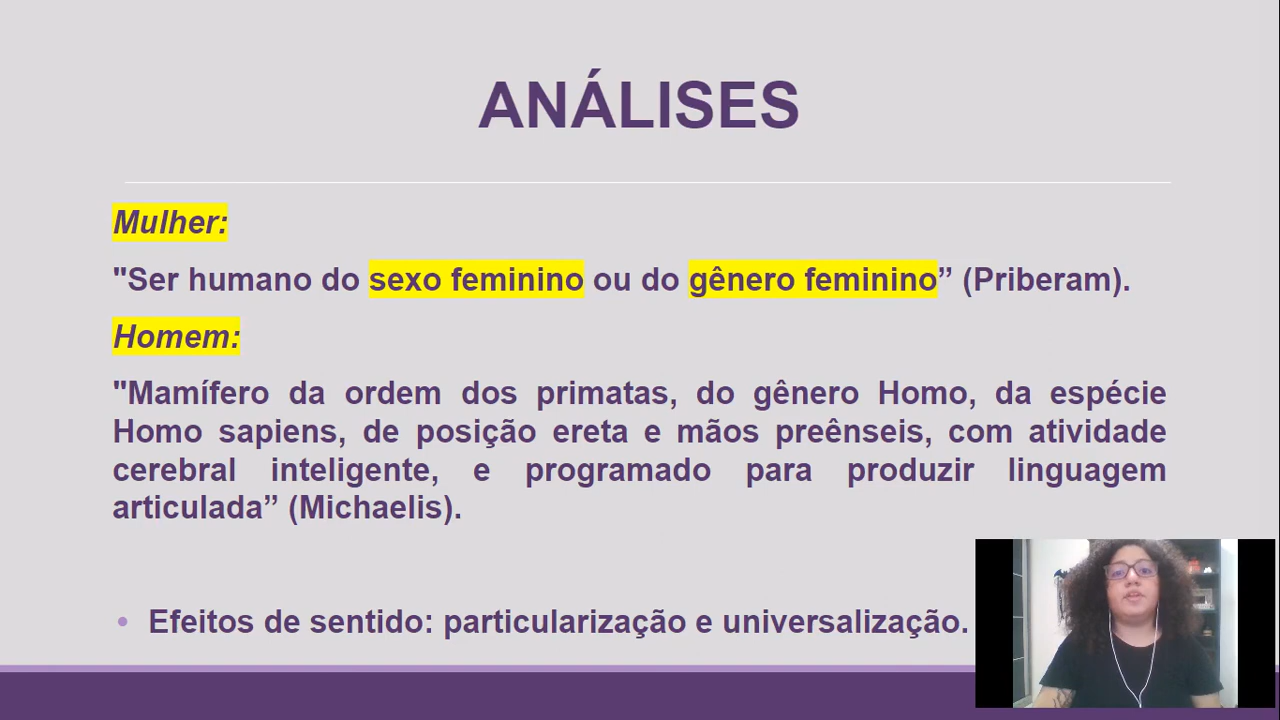 ANÁLISES
Mulher:
"Ser humano do sexo feminino ou do gênero feminino” (Priberam).
Homem:
"Mamífero da ordem dos primatas, do gênero Homo, da espécie
Homo sapiens, de posição ereta e mãos preênseis, com atividade
cerebral inteligente, e programado para produzir linguagem
articulada” (Michaelis).
• Efeitos de sentido: particularização e universalização.